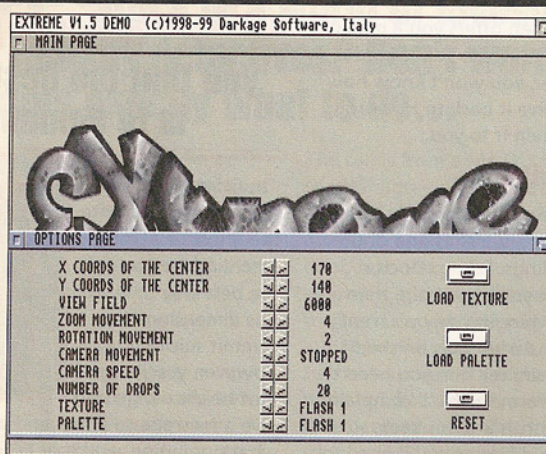 EXTREME V1.5 DEMO (c)1998-99 Darkage Software, Italy
MAIN PAGE
eXtreme
OPTIONS PAGE
X COORDS OF THE CENTER 170
Y COORDS OF THE CENTER 140
VIEW FIELD 6000
ZOOM MOVEMENT 4
ROTATION MOVEMENT 2
CAMERA MOVEMENT STOPPED
CAMERA SPEED 4
NUMBER OF DROPS 20
TEXTURE FLASH 1
PALETTE FLASH 1
LOAD TEXTURE
LOAD PALETTE
RESET